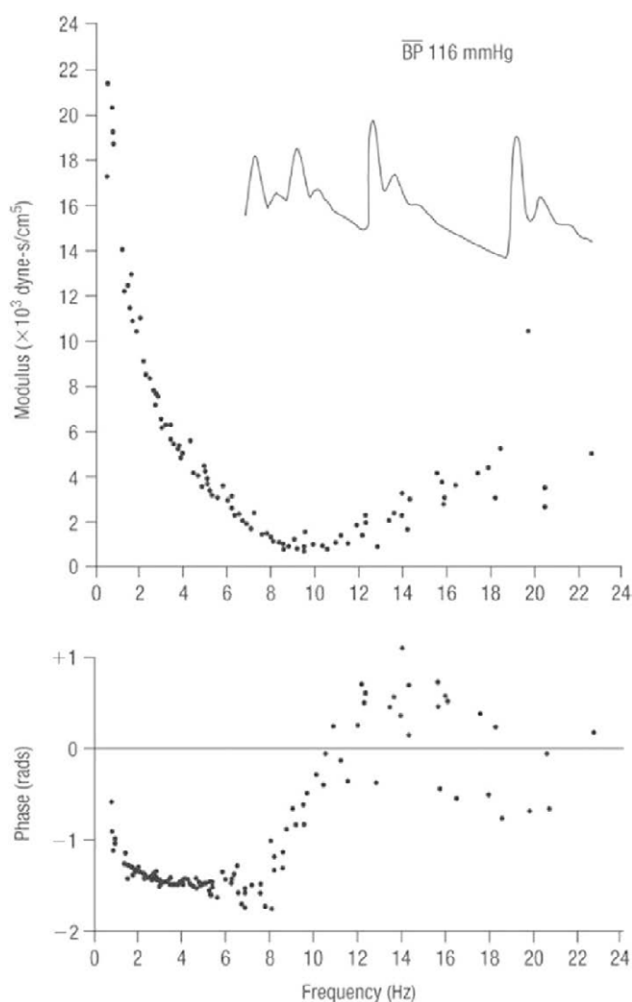 BP 116 mmHg
Modulus (×10³ dyne-s/cm⁵)
24
22
20
18
16
14
12
10
8
6
4
2
0
0 2 4 6 8 10 12 14 16 18 20 22 24
Phase (rads)
+1
0
−1
−2
0 2 4 6 8 10 12 14 16 18 20 22 24
Frequency (Hz)